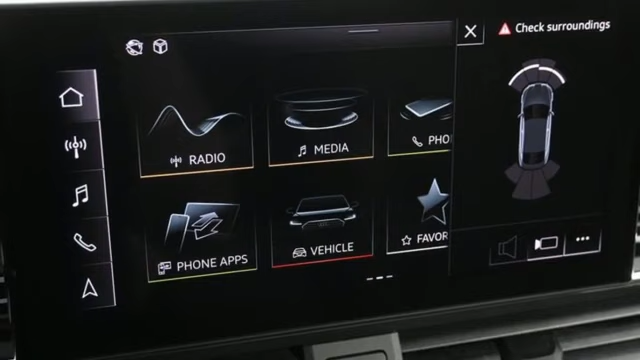 Check surroundings
RADIO
MEDIA
PHO
PHONE APPS
VEHICLE
FAVOR